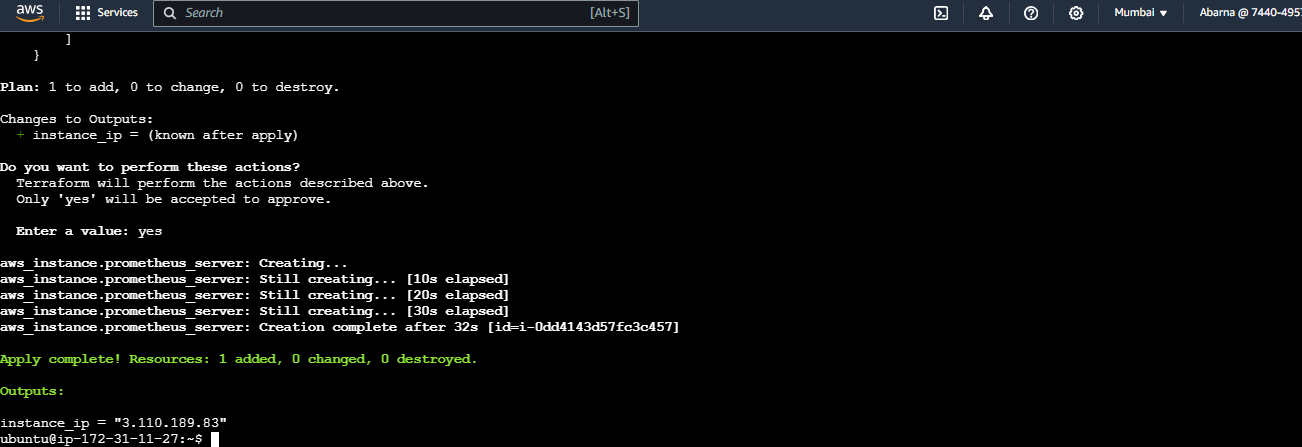 aws
Services
Search [Alt+S]
Mumbai ▼
Abarna @ 7440-4957
]
}
Plan: 1 to add, 0 to change, 0 to destroy.
Changes to Outputs:
+ instance_ip = (known after apply)
Do you want to perform these actions?
Terraform will perform the actions described above.
Only 'yes' will be accepted to approve.
Enter a value: yes
aws_instance.prometheus_server: Creating...
aws_instance.prometheus_server: Still creating... [10s elapsed]
aws_instance.prometheus_server: Still creating... [20s elapsed]
aws_instance.prometheus_server: Still creating... [30s elapsed]
aws_instance.prometheus_server: Creation complete after 32s [id=i-0dd4143d57fc3c457]
Apply complete! Resources: 1 added, 0 changed, 0 destroyed.
Outputs:
instance_ip = "3.110.189.83"
ubuntu@ip-172-31-11-27:~$